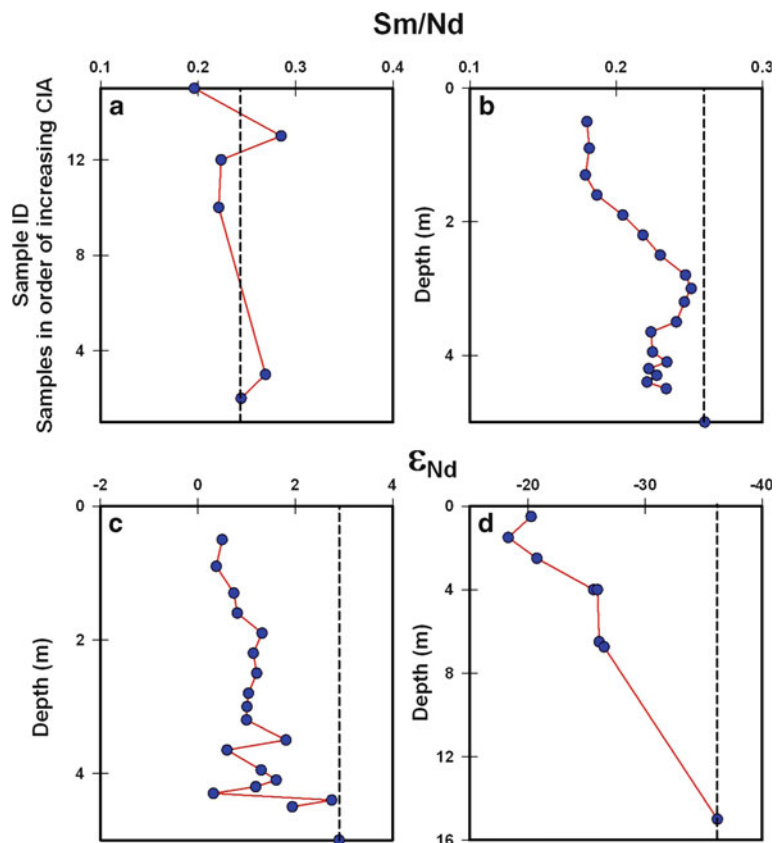 Sm/Nd
0.1 0.2 0.3 0.4
a
12
8
4
Sample ID
Samples in order of increasing CIA
0.1 0.2 0.3
b
0
2
4
Depth (m)
εNd
-2 0 2 4
c
0
2
4
Depth (m)
-20 -30 -40
d
0
4
8
12
16
Depth (m)